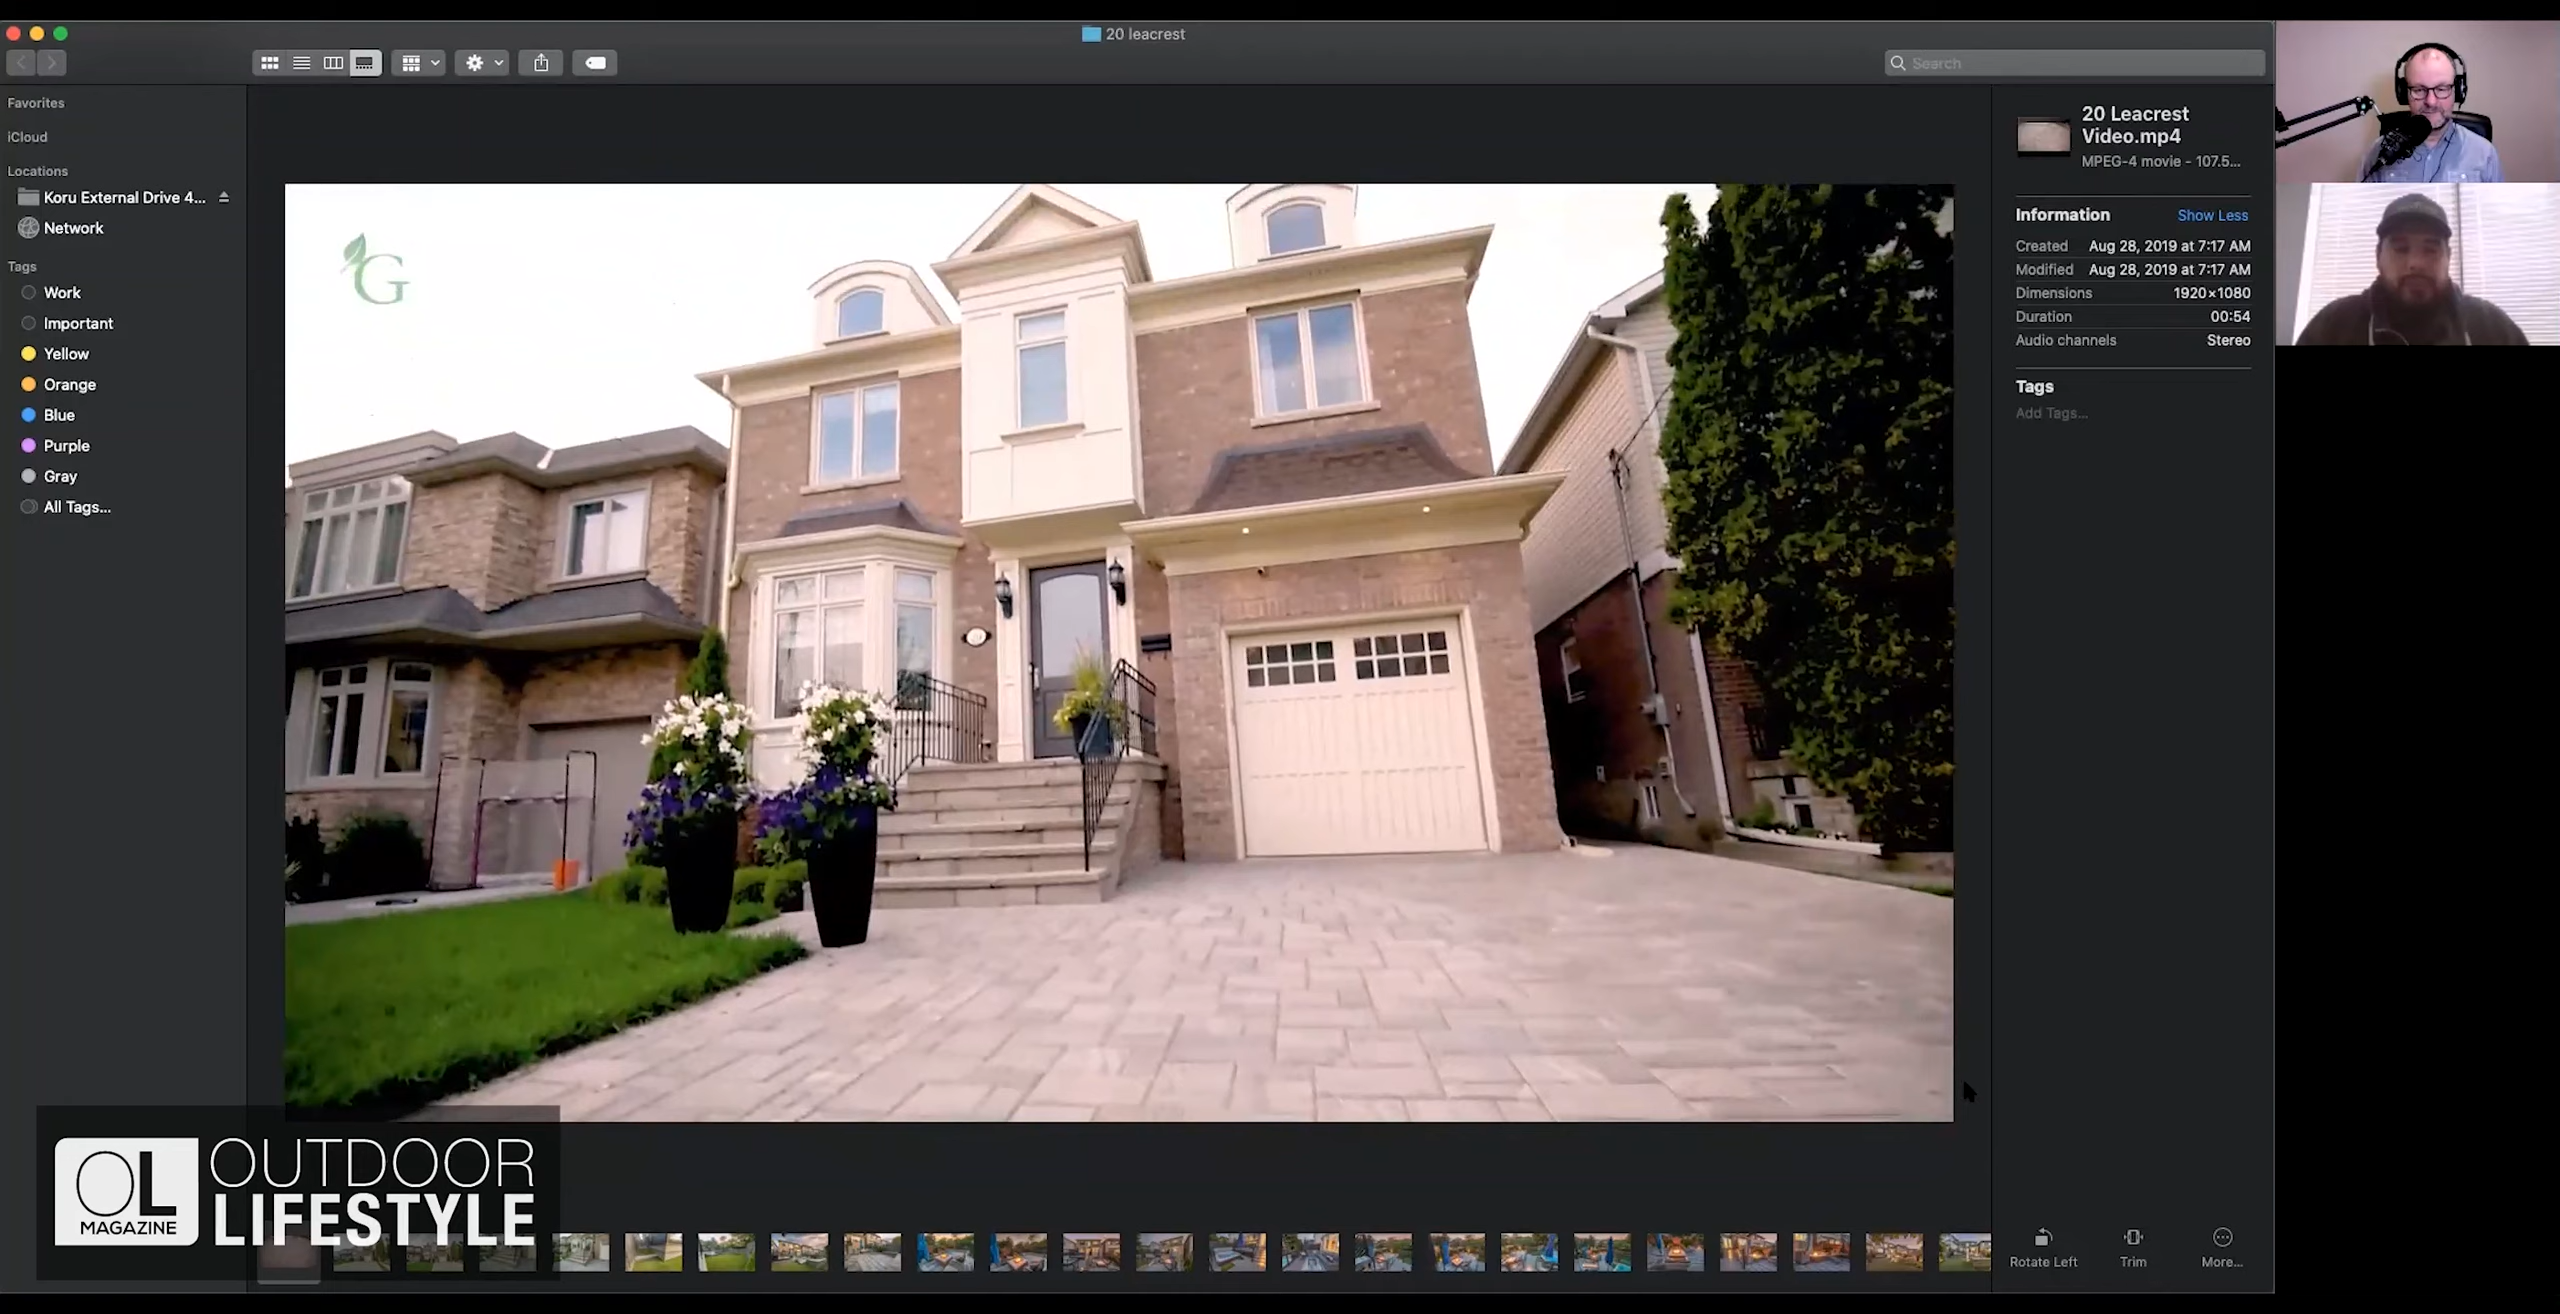 20 leacrest
Search
Favorites
iCloud
Locations
Koru External Drive 4...
Network
Tags
Work
Important
Yellow
Orange
Blue
Purple
Gray
All Tags...
G
20 Leacrest
Video.mp4
MPEG-4 movie - 107.5...
Information Show Less
Created Aug 28, 2019 at 7:17 AM
Modified Aug 28, 2019 at 7:17 AM
Dimensions 1920×1080
Duration 00:54
Audio channels Stereo
Tags
Add Tags...
OL
MAGAZINE
OUTDOOR
LIFESTYLE
Rotate Left
Trim
More...